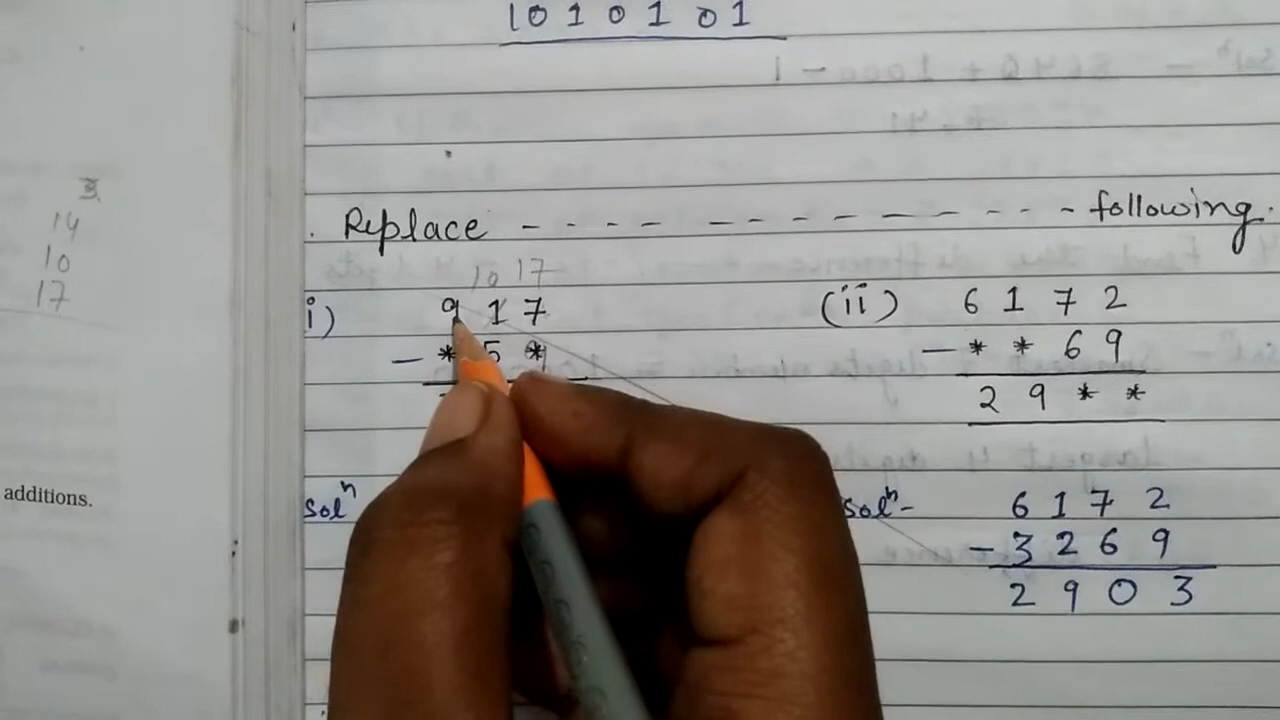 1 0 1 0 1 0 1
3.
14
10
17
Replace - - - - - - - - - - - - - following.
10 17
i) 9 1 7
- * 5 *
(ii) 6 1 7 2
- * * 6 9
2 9 * *
additions.
Solⁿ
Solⁿ-
6 1 7 2
- 3 2 6 9
2 9 0 3